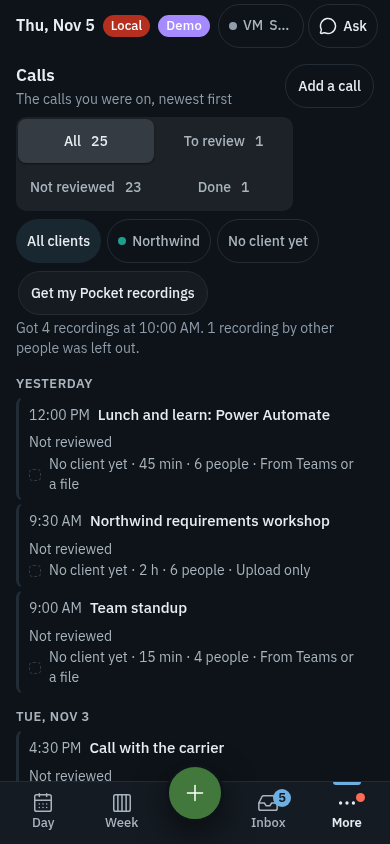 Thu, Nov 5 Local Demo VM S... Ask
Calls
The calls you were on, newest first
Add a call
All 25 To review 1
Not reviewed 23 Done 1
All clients Northwind No client yet
Get my Pocket recordings
Got 4 recordings at 10:00 AM. 1 recording by other
people was left out.
YESTERDAY
12:00 PM Lunch and learn: Power Automate
Not reviewed
No client yet · 45 min · 6 people · From Teams or
a file
9:30 AM Northwind requirements workshop
Not reviewed
No client yet · 2 h · 6 people · Upload only
9:00 AM Team standup
Not reviewed
No client yet · 15 min · 4 people · From Teams or
a file
TUE, NOV 3
4:30 PM Call with the carrier
Not reviewed
5
Day Week Inbox More